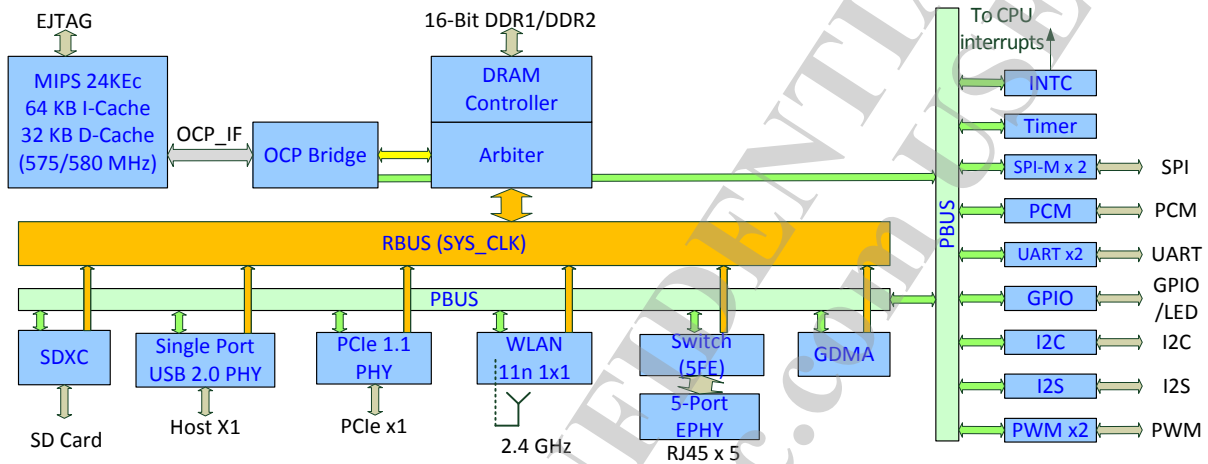 EJTAG
16-Bit DDR1/DDR2
To CPU
interrupts
MIPS 24KEc
64 KB I-Cache
32 KB D-Cache
(575/580 MHz)
OCP_IF
OCP Bridge
DRAM
Controller
Arbiter
RBUS (SYS_CLK)
PBUS
SDXC
Single Port
USB 2.0 PHY
PCIe 1.1
PHY
WLAN
11n 1x1
Switch
(5FE)
GDMA
5-Port
EPHY
SD Card
Host X1
PCIe x1
2.4 GHz
RJ45 x 5
PBUS
INTC
Timer
SPI-M x 2
SPI
PCM
PCM
UART x2
UART
GPIO
GPIO
/LED
I2C
I2C
I2S
I2S
PWM x2
PWM